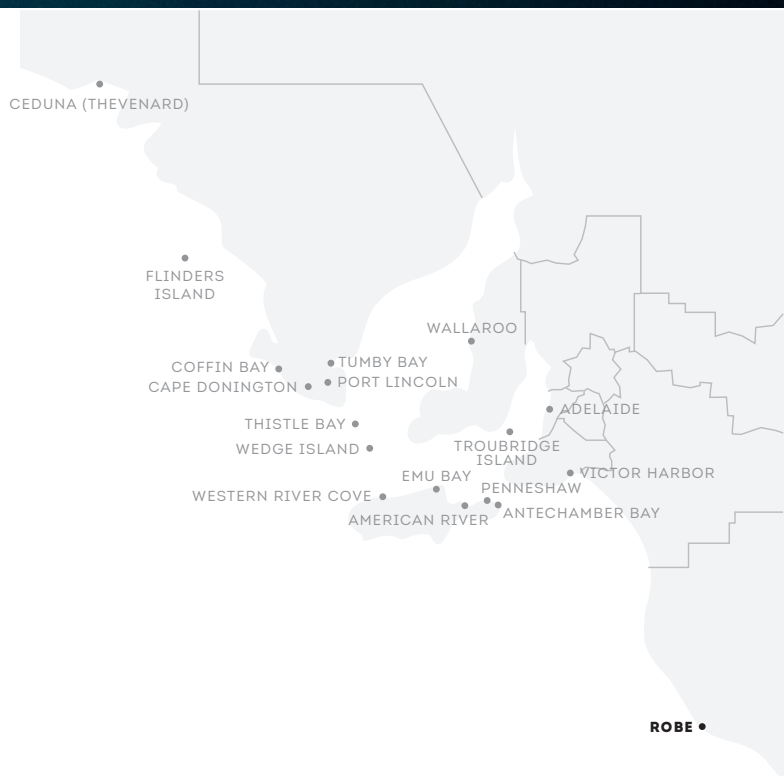 CEDUNA (THEVENARD)
FLINDERS
ISLAND
WALLAROO
TUMBY BAY
COFFIN BAY
PORT LINCOLN
CAPE DONINGTON
ADELAIDE
THISTLE BAY
TROUBRIDGE
ISLAND
WEDGE ISLAND
VICTOR HARBOR
EMU BAY
PENNESHAW
WESTERN RIVER COVE
ANTECHAMBER BAY
AMERICAN RIVER
ROBE